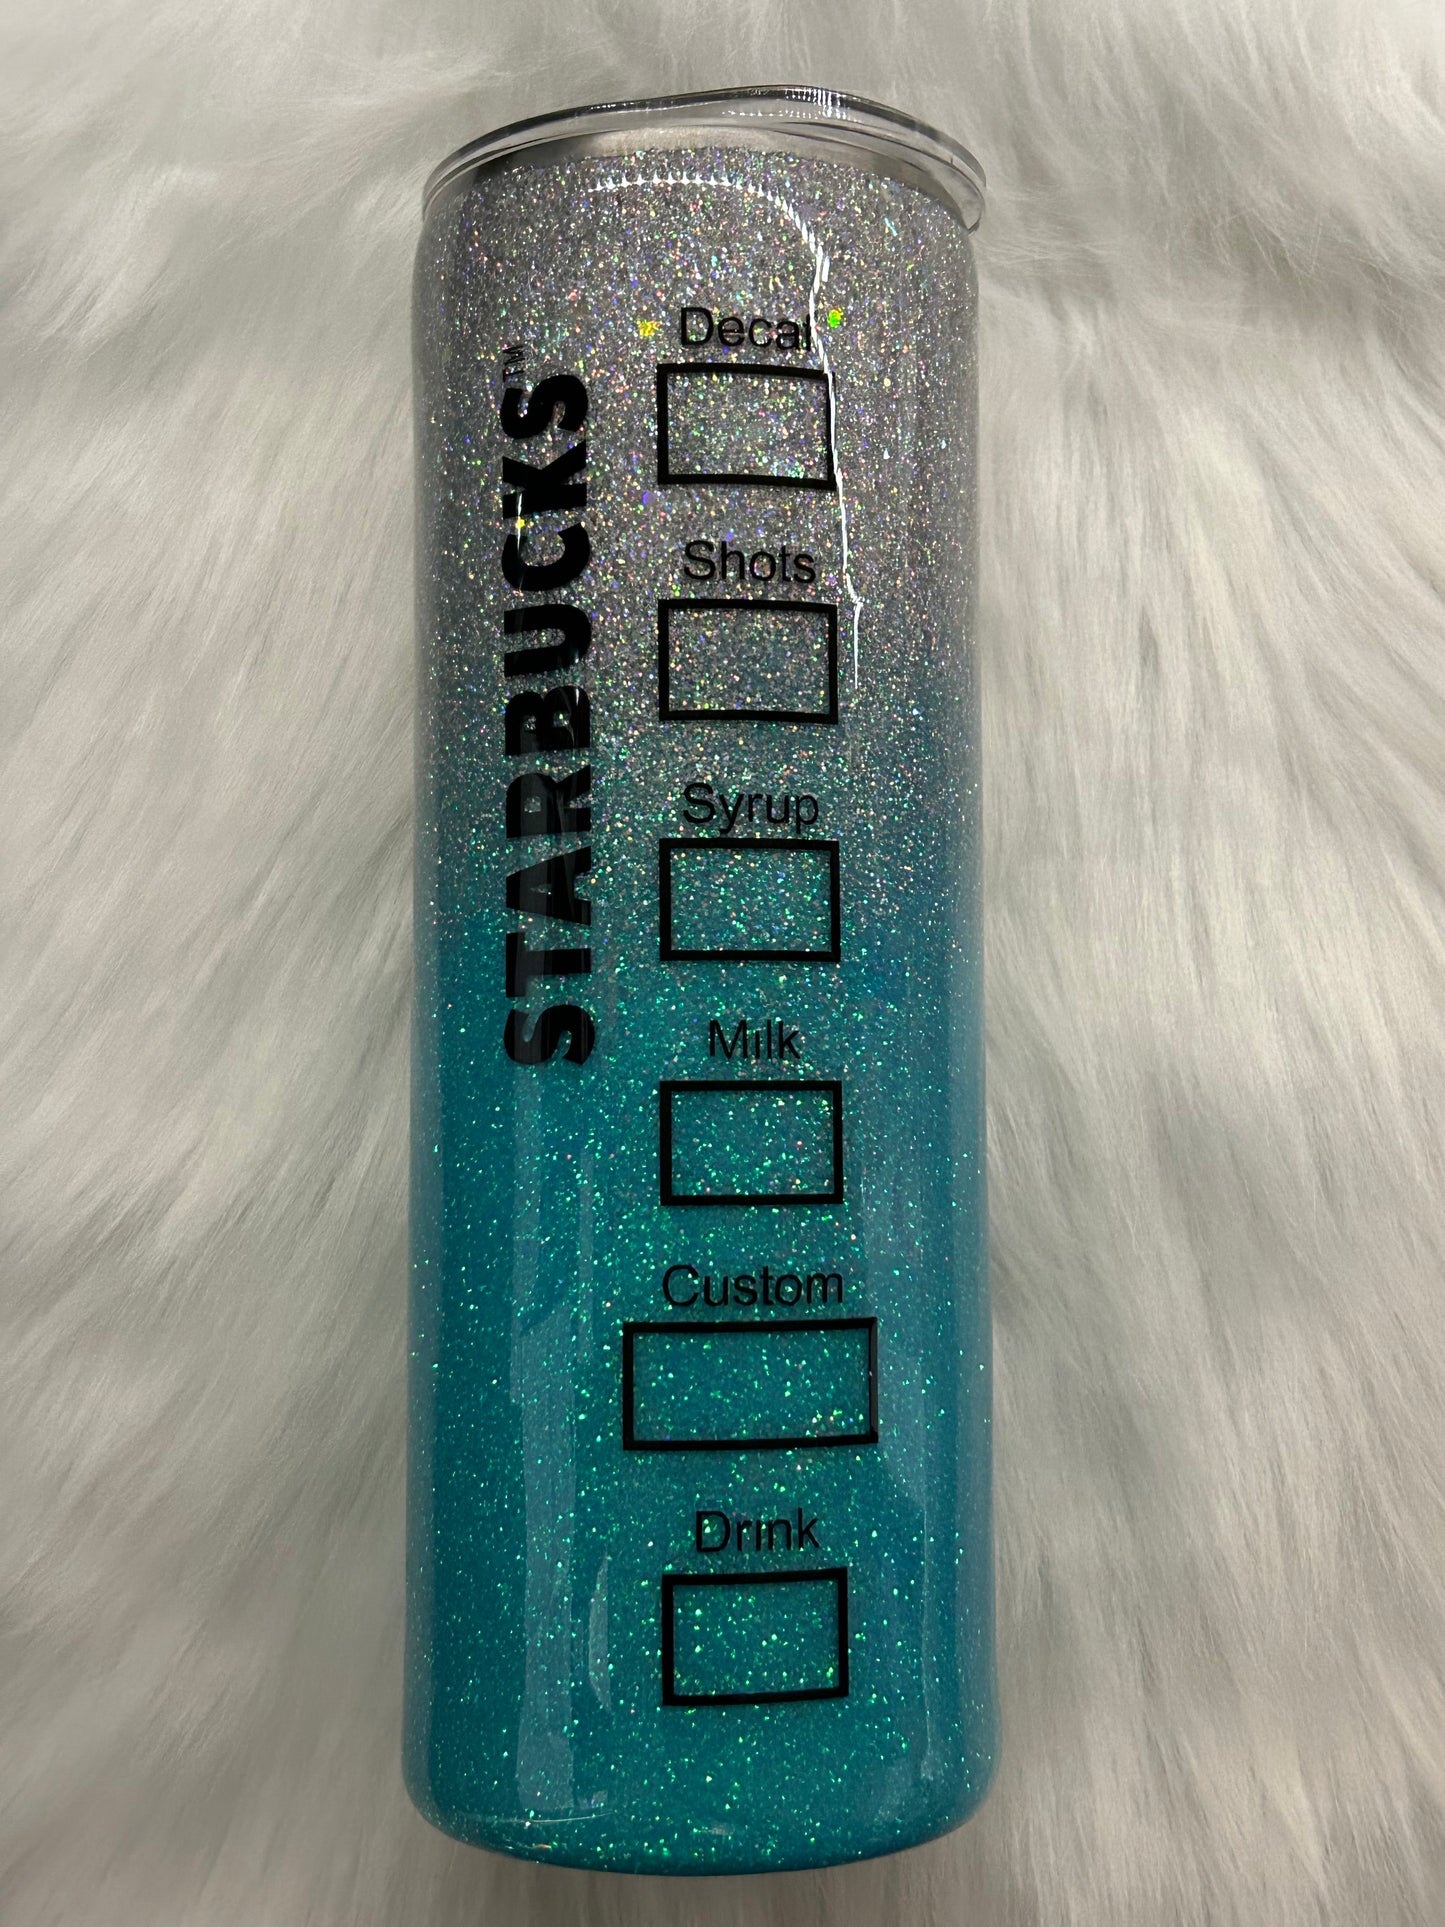 STARBUCKS™
Decaf
Shots
Syrup
Milk
Custom
Drink